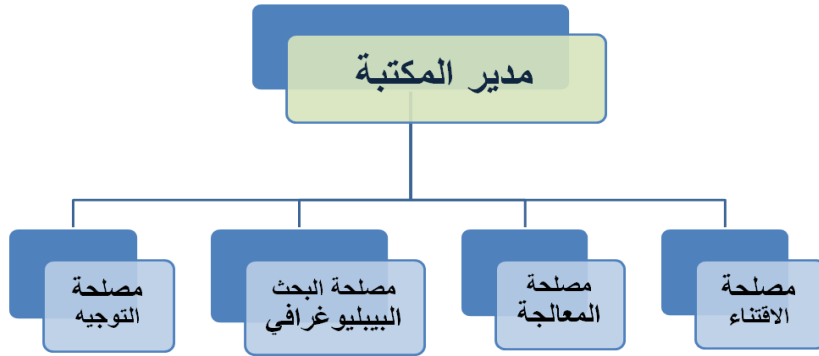 مدير المكتبة
مصلحة
الاقتناء
مصلحة
المعالجة
مصلحة البحث
البيبليوغرافي
مصلحة
التوجيه